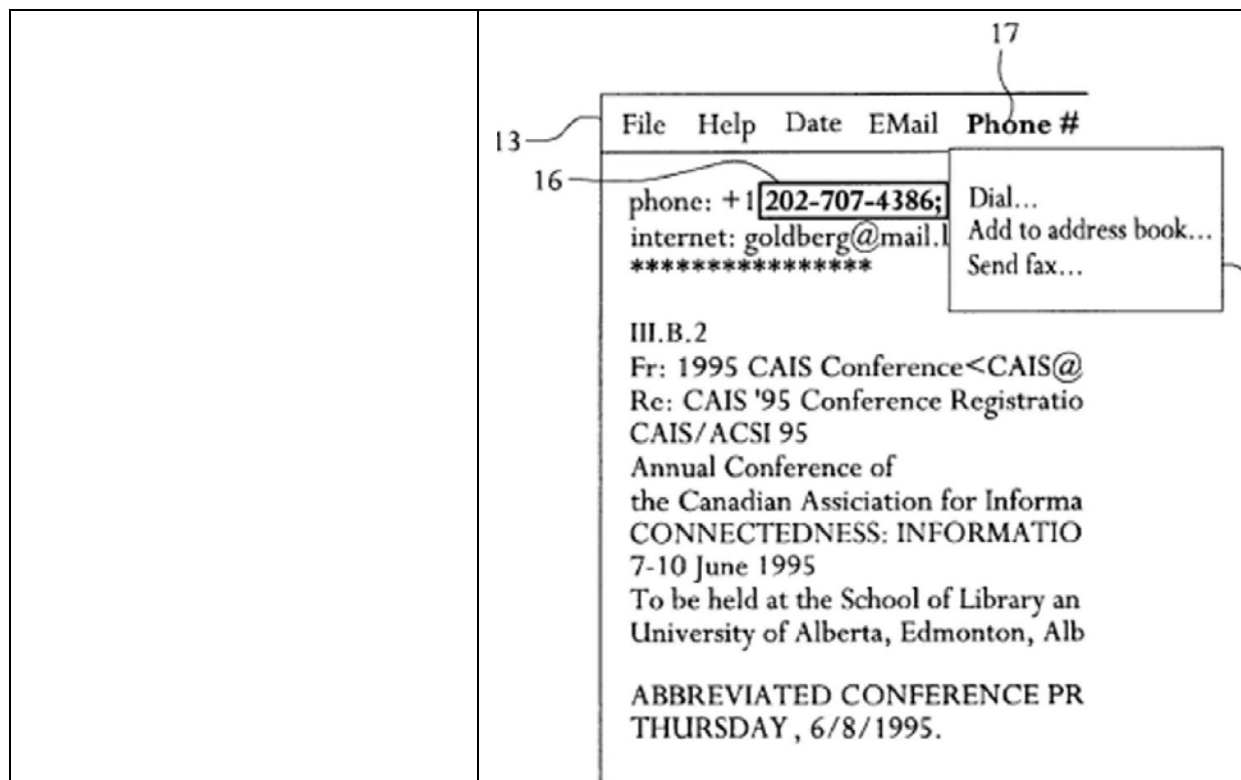 17
13
File Help Date EMail Phone #
16
phone: +1 202-707-4386;
Dial...
internet: goldberg@mail.l
Add to address book...
****************
Send fax...
III.B.2
Fr: 1995 CAIS Conference<CAIS@
Re: CAIS '95 Conference Registratio
CAIS/ACSI 95
Annual Conference of
the Canadian Assiciation for Informa
CONNECTEDNESS: INFORMATIO
7-10 June 1995
To be held at the School of Library an
University of Alberta, Edmonton, Alb
ABBREVIATED CONFERENCE PR
THURSDAY , 6/8/1995.